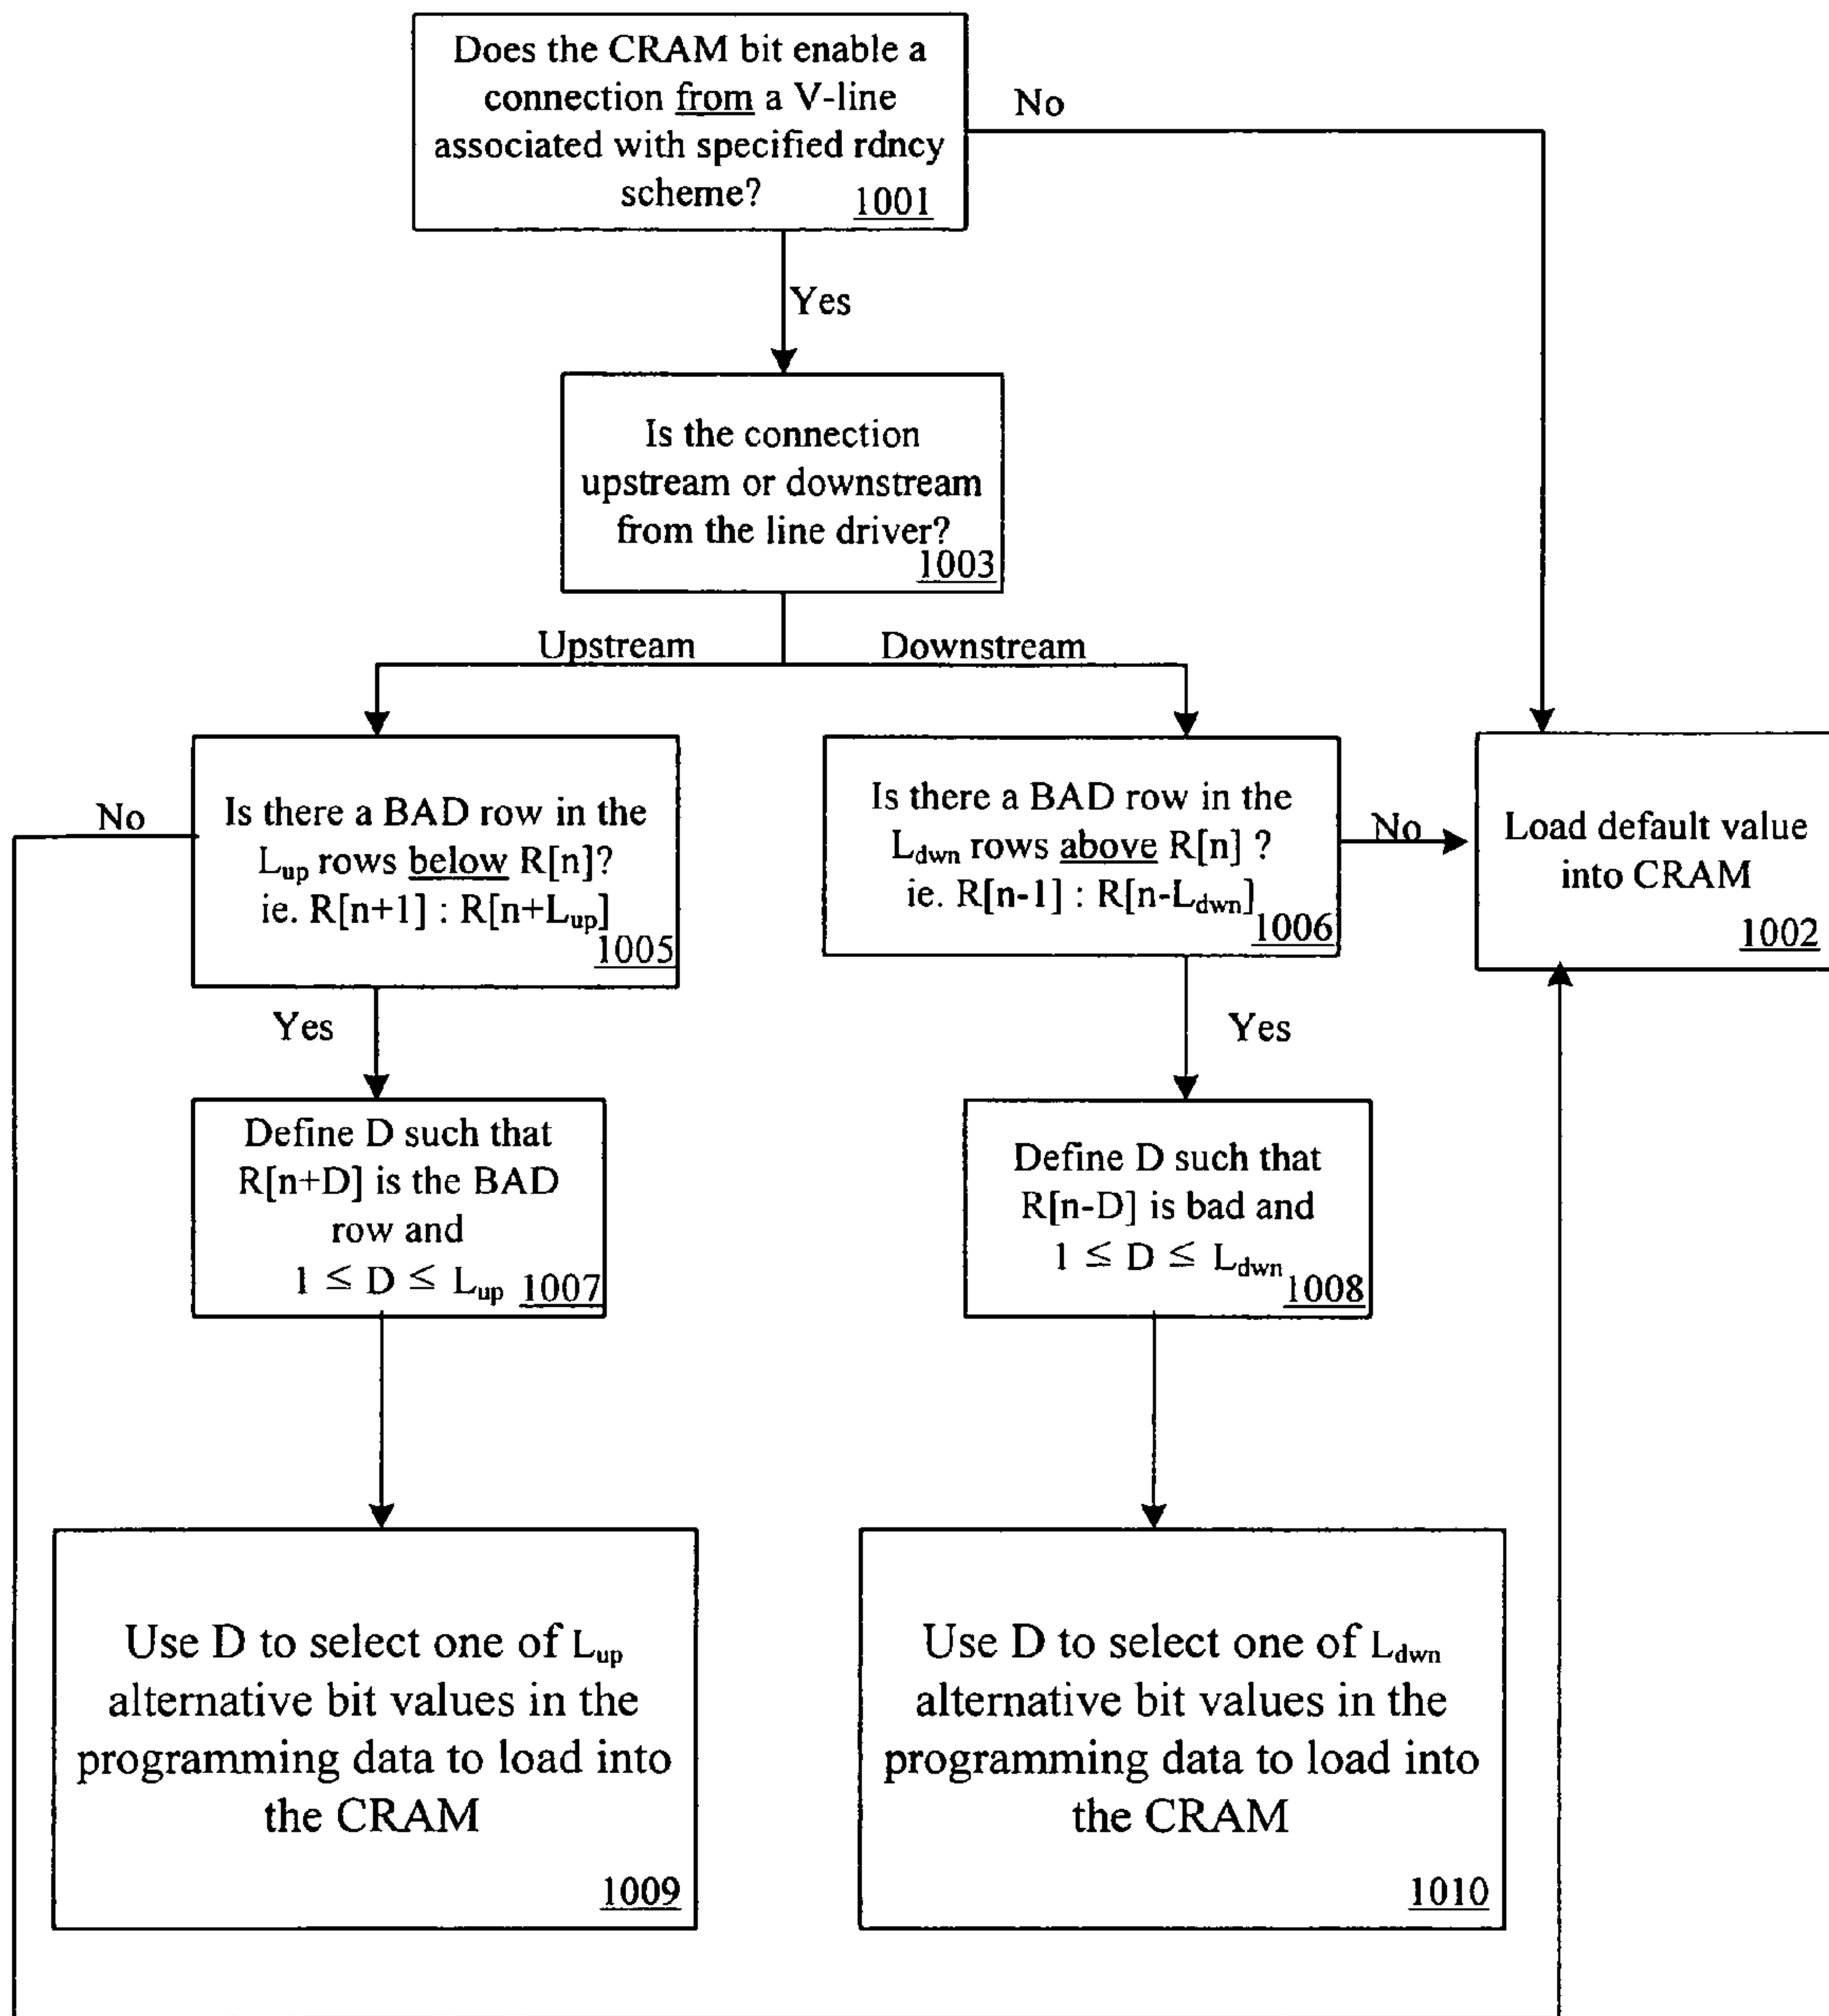 Does the CRAM bit enable a
connection from a V-line
associated with specified rdncy
scheme?
1001
No
Yes
Is the connection
upstream or downstream
from the line driver?
1003
Upstream
Downstream
No
Is there a BAD row in the
Lup rows below R[n]?
ie. R[n+1] : R[n+Lup]
1005
Is there a BAD row in the
Ldwn rows above R[n] ?
ie. R[n-1] : R[n-Ldwn]
1006
No
Load default value
into CRAM
1002
Yes
Yes
Define D such that
R[n+D] is the BAD
row and
1 ≤ D ≤ Lup
1007
Define D such that
R[n-D] is bad and
1 ≤ D ≤ Ldwn
1008
Use D to select one of Lup
alternative bit values in the
programming data to load into
the CRAM
1009
Use D to select one of Ldwn
alternative bit values in the
programming data to load into
the CRAM
1010